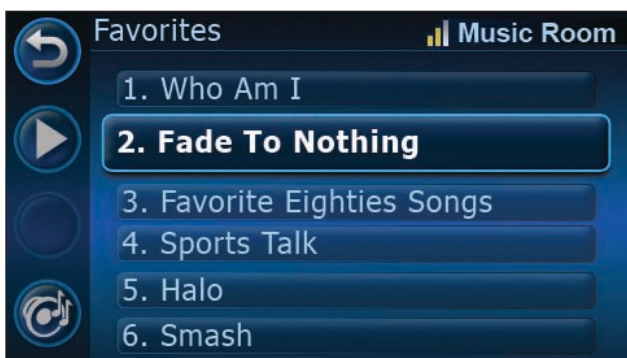 Favorites
Music Room
1. Who Am I
2. Fade To Nothing
3. Favorite Eighties Songs
4. Sports Talk
5. Halo
6. Smash